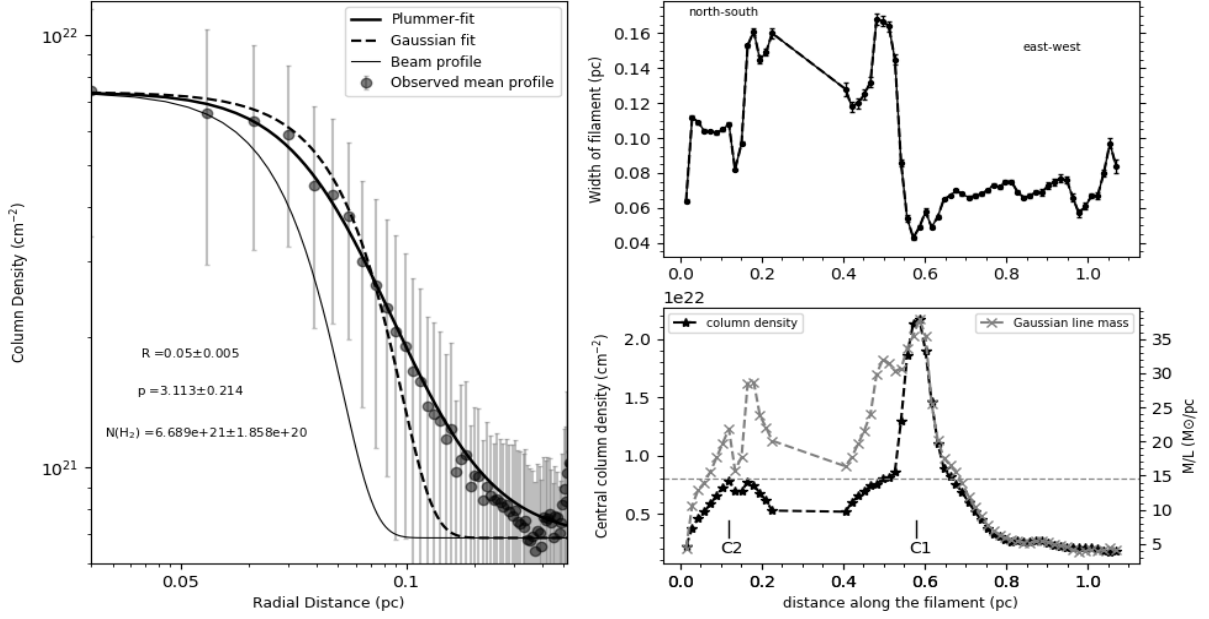 10²²
10²¹
Column Density (cm⁻²)
Plummer-fit
Gaussian fit
Beam profile
Observed mean profile
R =0.05±0.005
p =3.113±0.214
N(H₂) =6.689e+21±1.858e+20
0.05
0.1
Radial Distance (pc)
north-south
east-west
Width of filament (pc)
0.16
0.14
0.12
0.10
0.08
0.06
0.04
0.0 0.2 0.4 0.6 0.8 1.0
1e22
column density
Gaussian line mass
Central column density (cm⁻²)
2.0
1.5
1.0
0.5
35
30
25
20
15
10
5
M/L (M⊙/pc)
C2
C1
0.0 0.2 0.4 0.6 0.8 1.0
distance along the filament (pc)